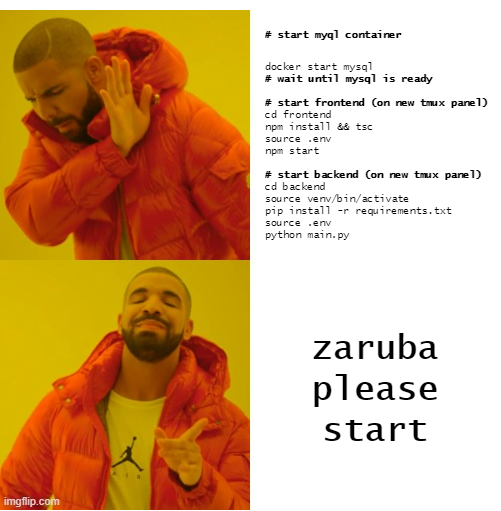 # start myql container
docker start mysql
# wait until mysql is ready
# start frontend (on new tmux panel)
cd frontend
npm install && tsc
source .env
npm start
# start backend (on new tmux panel)
cd backend
source venv/bin/activate
pip install -r requirements.txt
source .env
python main.py
zaruba
please
start
imgflip.com